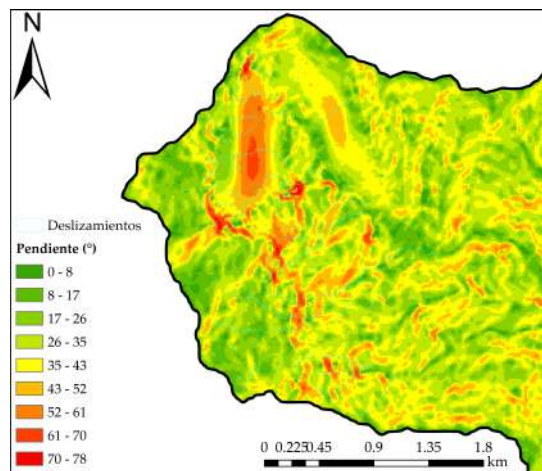 N
Deslizamientos
Pendiente (°)
0 - 8
8 - 17
17 - 26
26 - 35
35 - 43
43 - 52
52 - 61
61 - 70
70 - 78
0 0.225 0.45 0.9 1.35 1.8
km